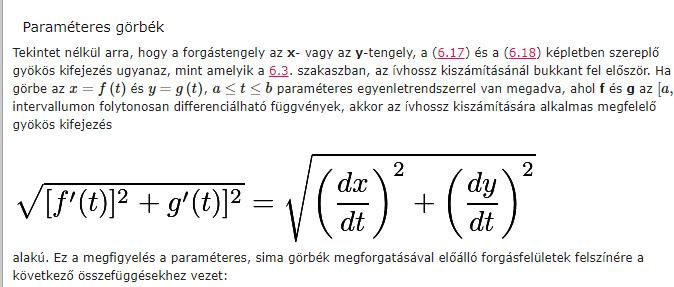 Paraméteres görbék
Tekintet nélkül arra, hogy a forgástengely az x- vagy az y-tengely, a (6.17) és a (6.18) képletben szereplő
gyökös kifejezés ugyanaz, mint amelyik a 6.3. szakaszban, az ívhossz kiszámításánál bukkant fel először. Ha
görbe az x = f (t) és y = g (t), a ≤ t ≤ b paraméteres egyenletrendszerrel van megadva, ahol f és g az [a,
intervallumon folytonosan differenciálható függvények, akkor az ívhossz kiszámítására alkalmas megfelelő
gyökös kifejezés
√[f′(t)]² + g′(t)]² = √(dx/dt)² + (dy/dt)²
alakú. Ez a megfigyelés a paraméteres, sima görbék megforgatásával előálló forgásfelületek felszínére a
következő összefüggésekhez vezet: